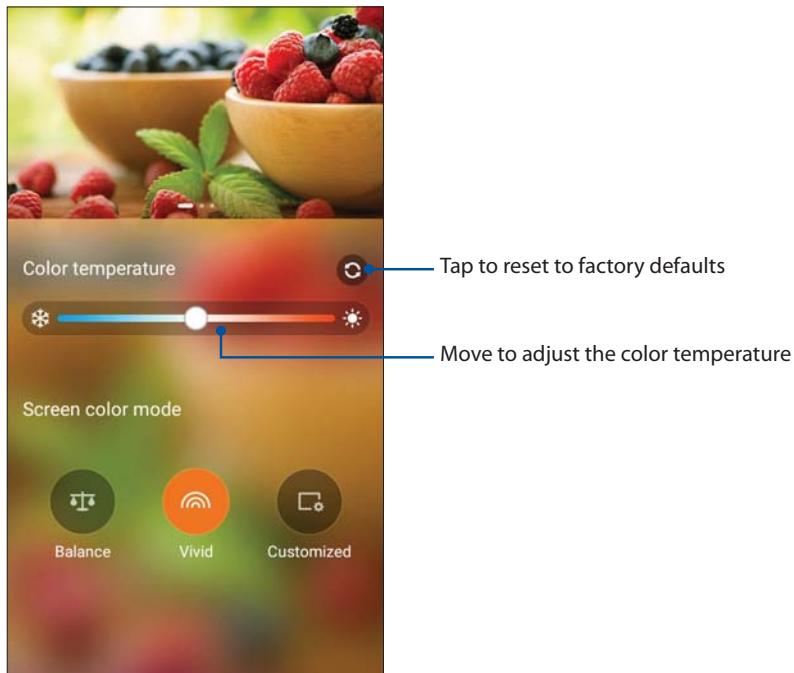 Color temperature
Tap to reset to factory defaults
Move to adjust the color temperature
Screen color mode
Balance
Vivid
Customized